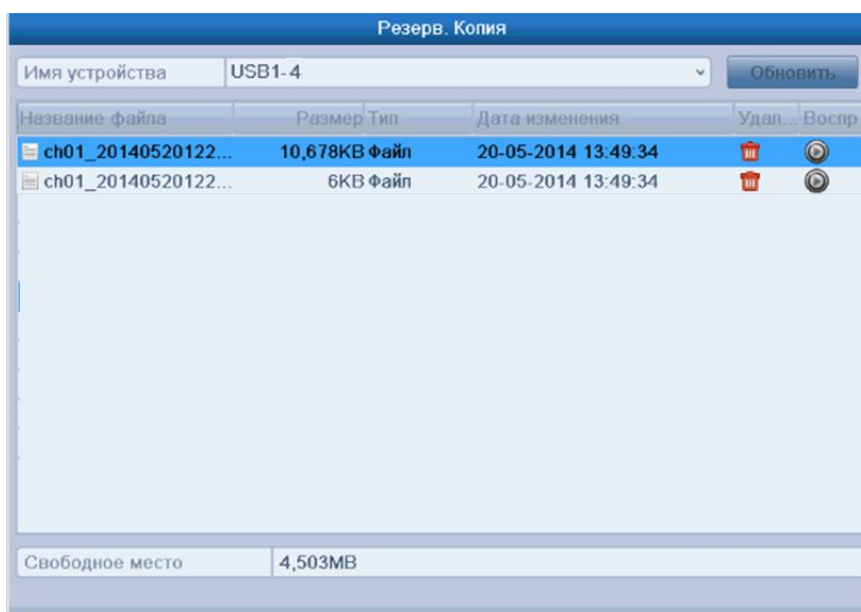 Резерв. Копия
Имя устройства USB1-4 Обновить
Название файла Размер Тип Дата изменения Удал... Воспр
ch01_20140520122... 10,678KB Файл 20-05-2014 13:49:34
ch01_20140520122... 6KB Файл 20-05-2014 13:49:34
Свободное место 4,503MB